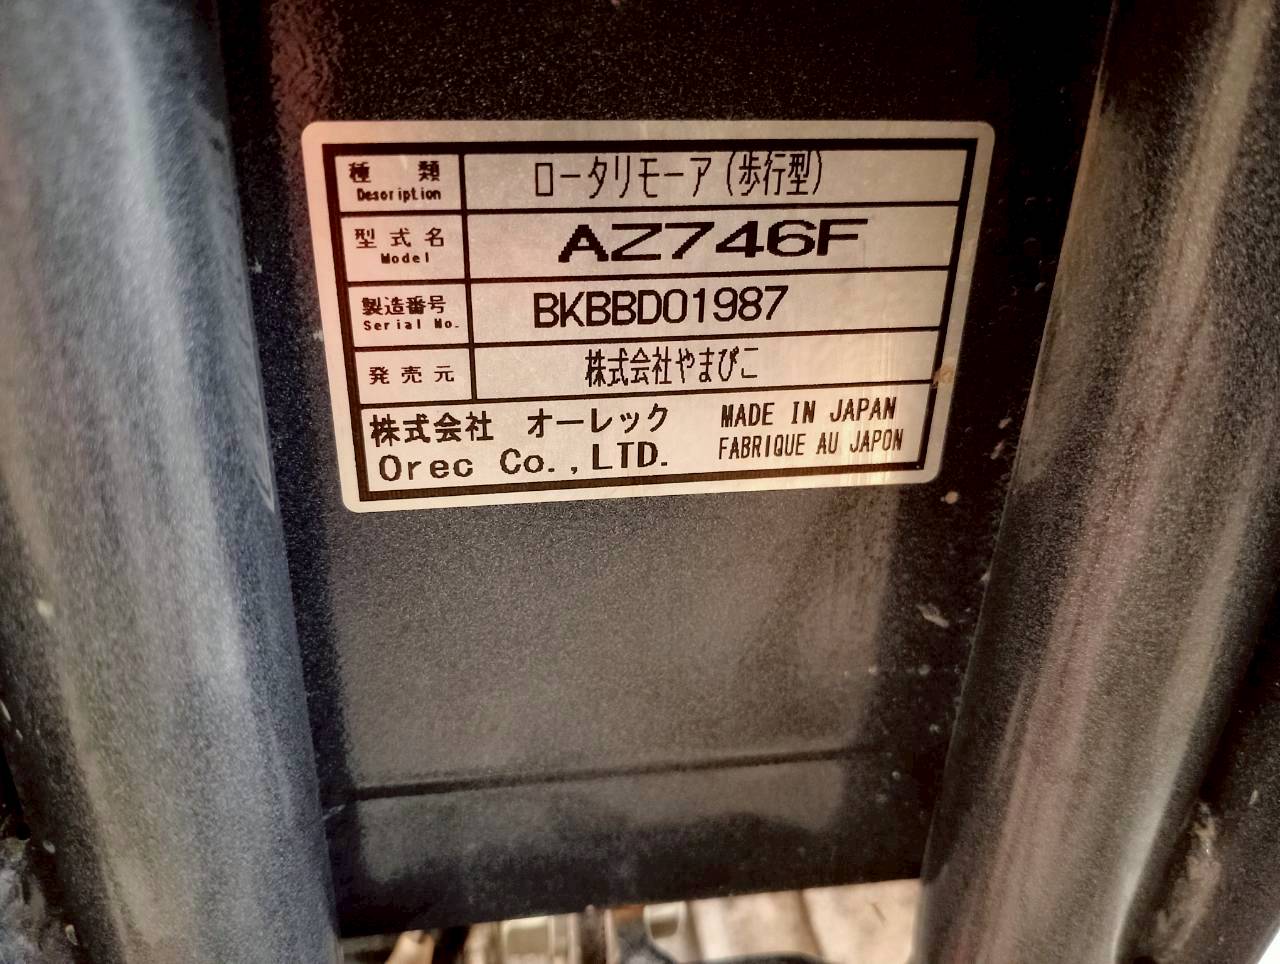 種類 ロータリモーア(歩行型)
Description
型式名 AZ746F
Model
製造番号 BKBBD01987
Serial No.
発売元 株式会社やまびこ
株式会社 オーレック MADE IN JAPAN
Orec Co.,LTD. FABRIQUE AU JAPON